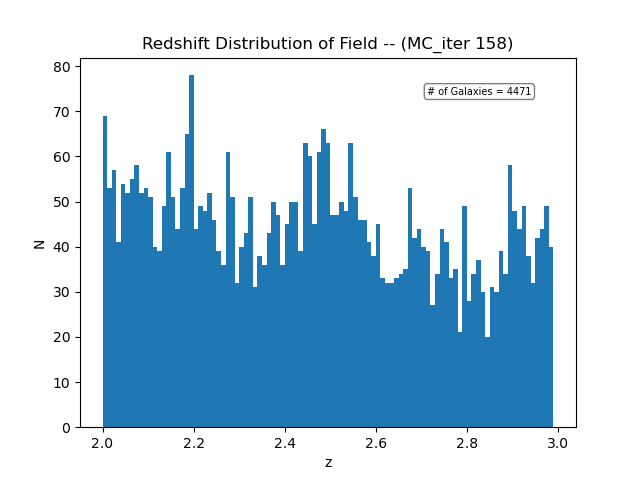 Redshift Distribution of Field -- (MC_iter 158)
# of Galaxies = 4471
80
70
60
50
40
30
20
10
0
N
2.0 2.2 2.4 2.6 2.8 3.0
z